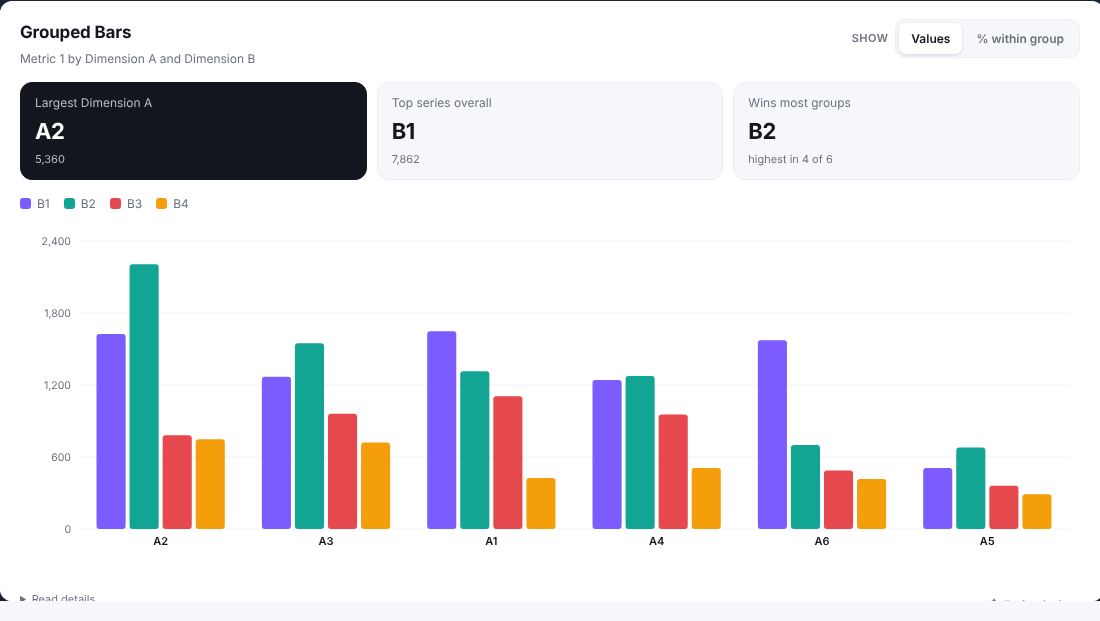 Grouped Bars
Metric 1 by Dimension A and Dimension B
SHOW Values % within group
Largest Dimension A
A2
5,360
Top series overall
B1
7,862
Wins most groups
B2
highest in 4 of 6
B1 B2 B3 B4
2,400
1,800
1,200
600
0
A2 A3 A1 A4 A6 A5
Read details